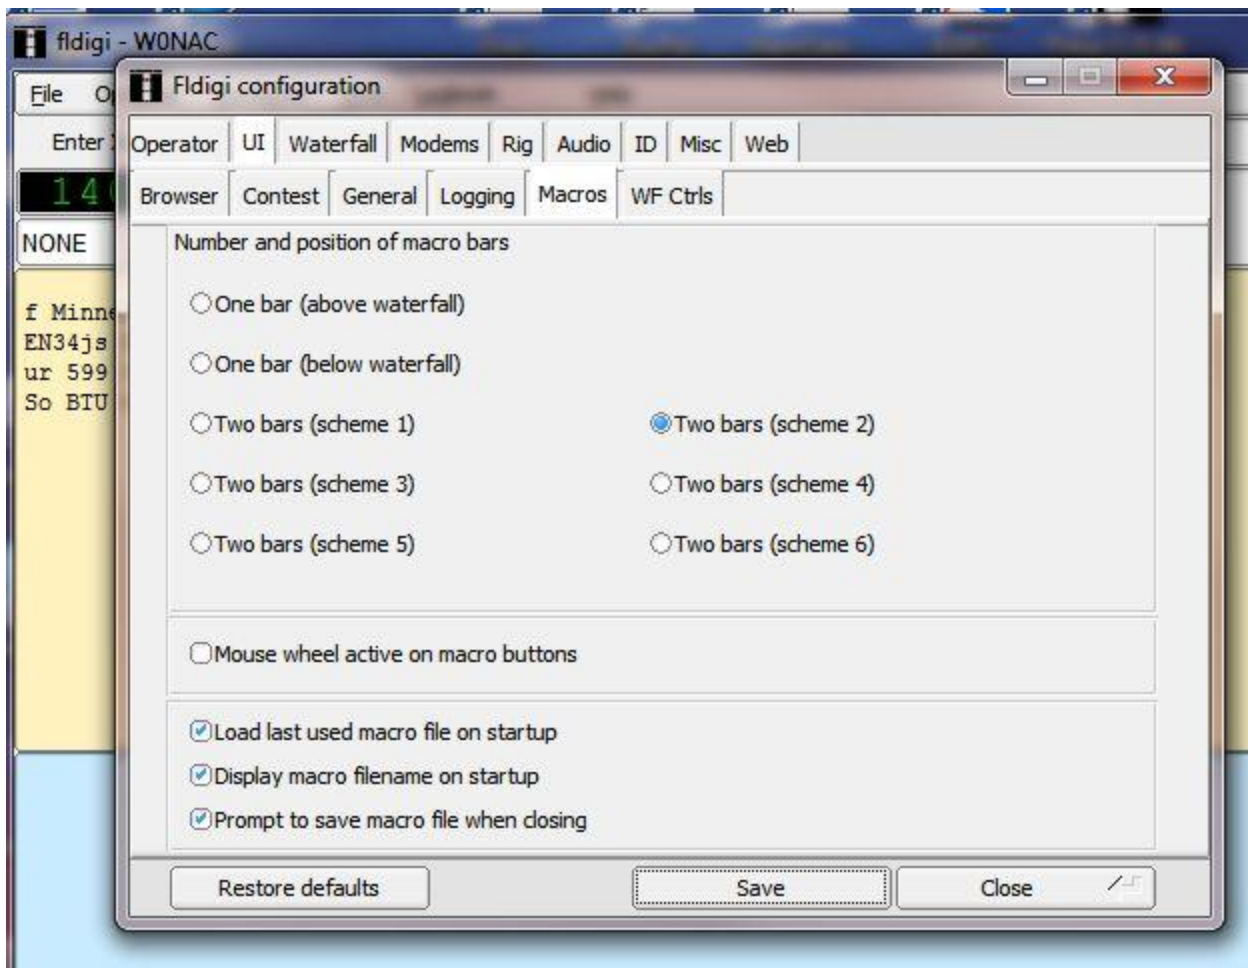 fldigi - W0NAC
Fldigi configuration
File
Enter
Operator UI Waterfall Modems Rig Audio ID Misc Web
14
Browser Contest General Logging Macros WF Ctrls
NONE
Number and position of macro bars
One bar (above waterfall)
f Minne
EN34js
One bar (below waterfall)
ur 599
So BTU
Two bars (scheme 1) Two bars (scheme 2)
Two bars (scheme 3) Two bars (scheme 4)
Two bars (scheme 5) Two bars (scheme 6)
Mouse wheel active on macro buttons
Load last used macro file on startup
Display macro filename on startup
Prompt to save macro file when closing
Restore defaults Save Close